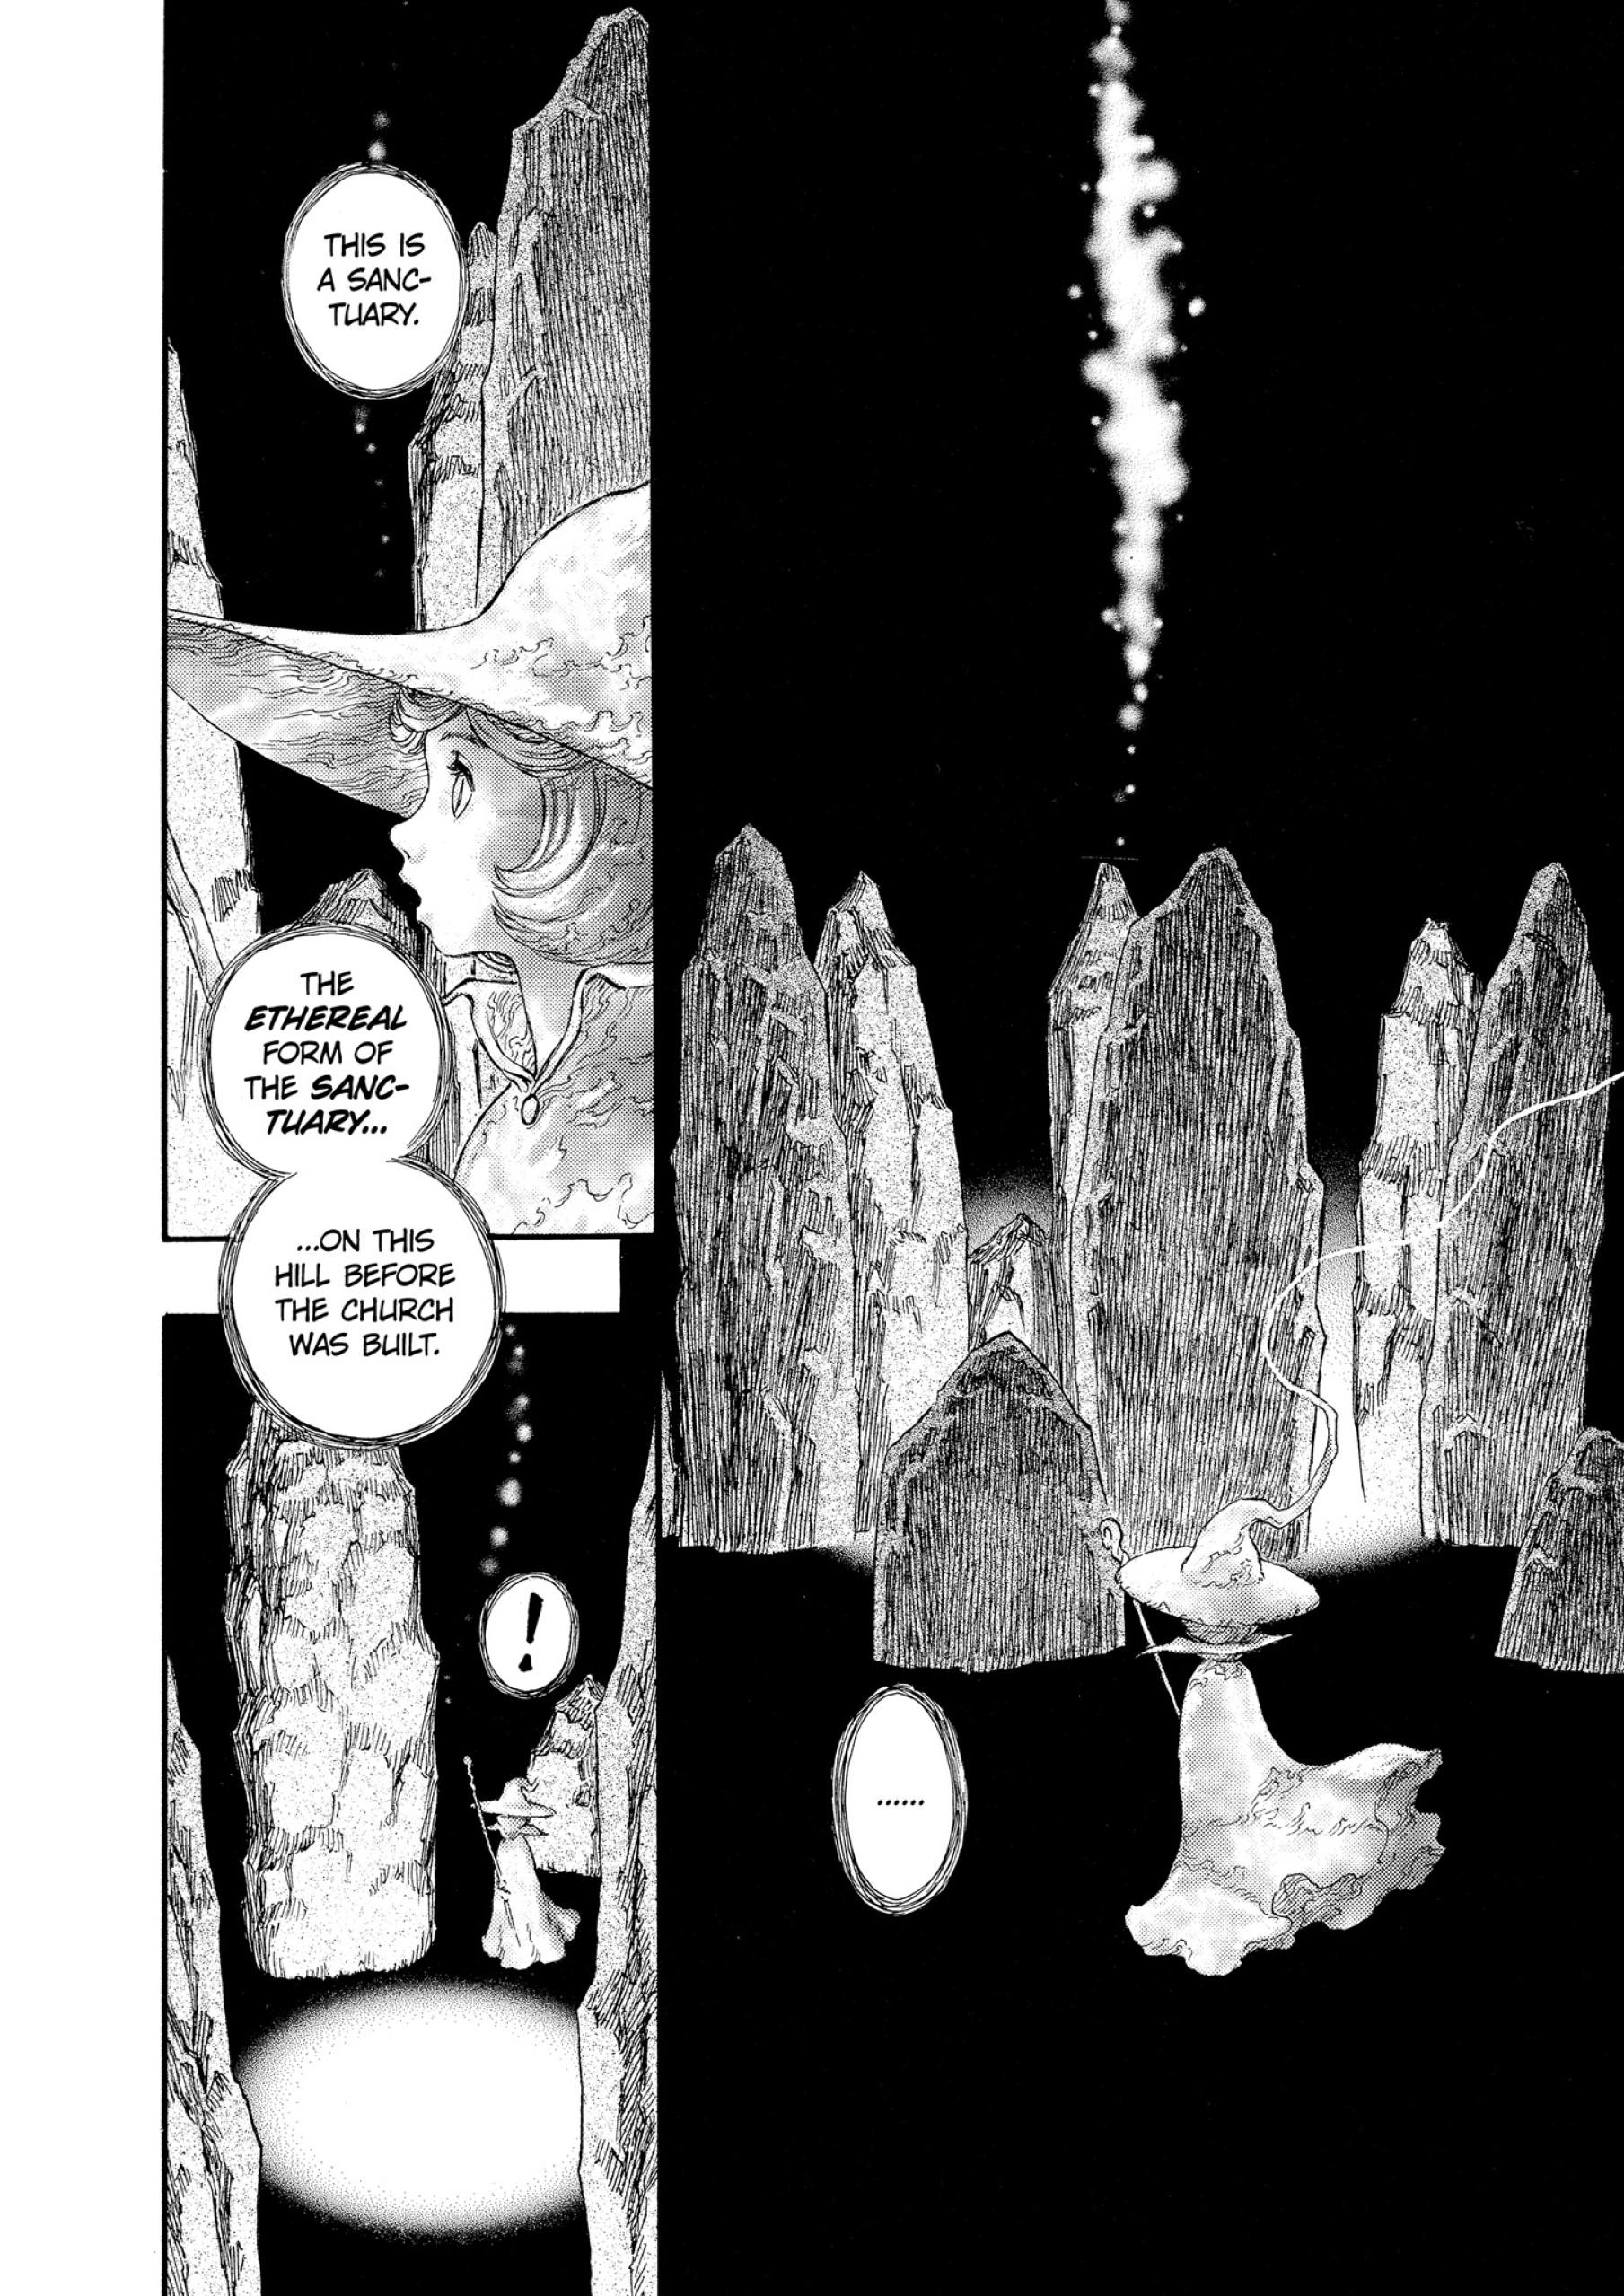 ......
THIS IS
A SANC-
TUARY.
THE
ETHEREAL
FORM OF
THE SANC-
TUARY...
...ON THIS
HILL BEFORE
THE CHURCH
WAS BUILT.
!